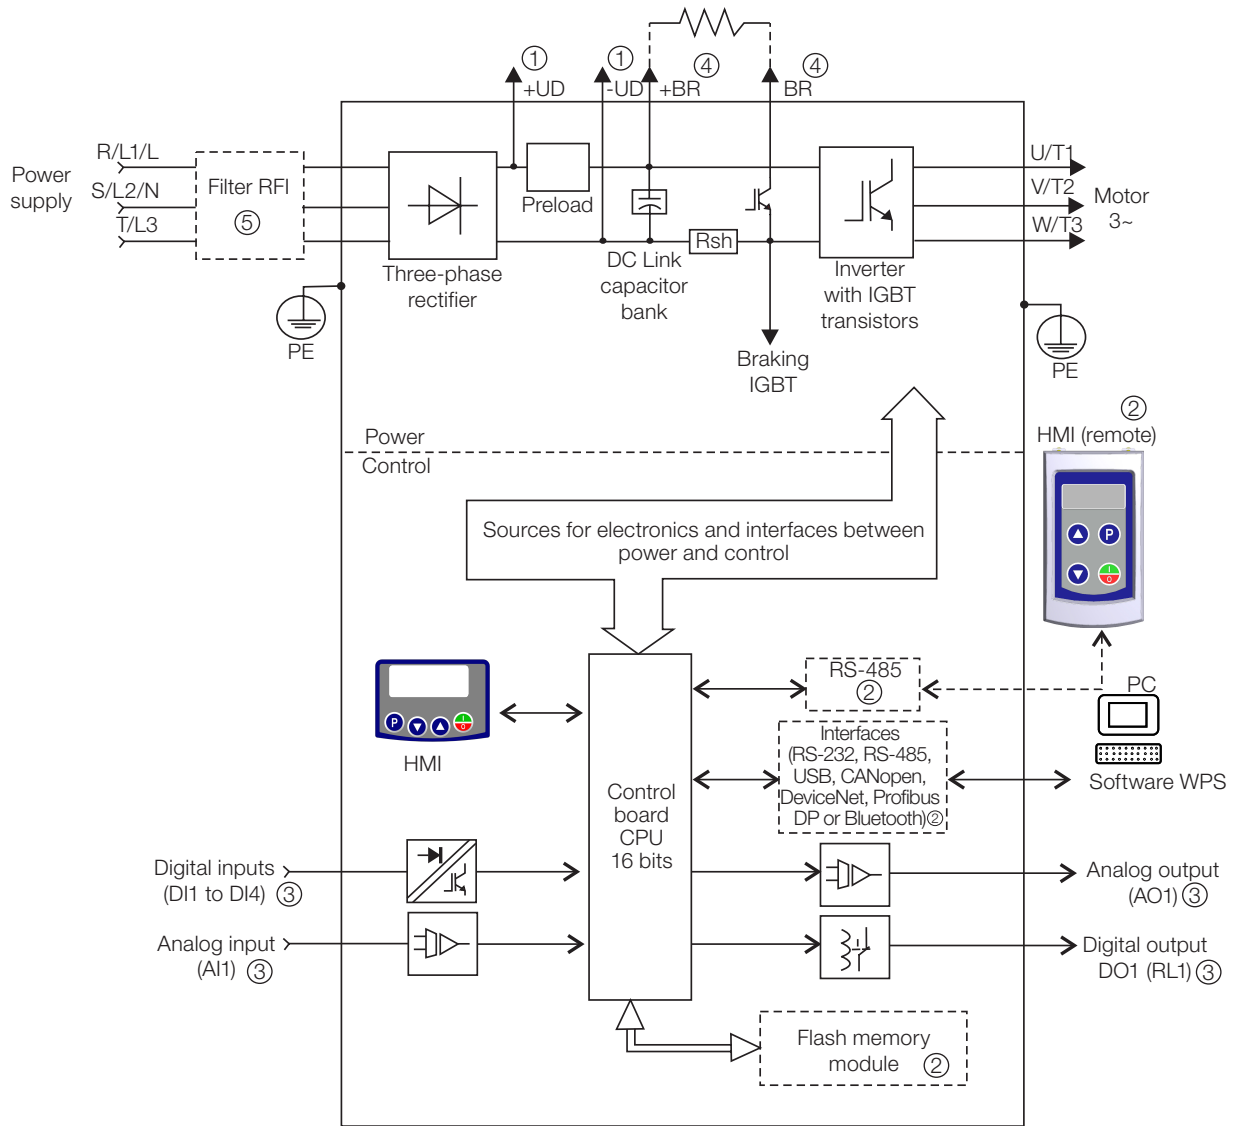 ① ① ④ ④
+UD -UD +BR BR
Power
supply
R/L1/L
S/L2/N
T/L3
Filter RFI
⑤
Three-phase
rectifier
Preload
DC Link
capacitor
bank
Rsh
Braking
IGBT
Inverter
with IGBT
transistors
U/T1
V/T2
W/T3
Motor
3~
PE
PE
Power
Control
②
HMI (remote)
P
I
0
Sources for electronics and interfaces between
power and control
P
I
0
HMI
Control
board
CPU
16 bits
RS-485
②
Interfaces
(RS-232, RS-485,
USB, CANopen,
DeviceNet, Profibus
DP or Bluetooth)②
PC
Software WPS
Digital inputs
(DI1 to DI4) ③
Analog input
(AI1) ③
Analog output
(AO1) ③
Digital output
DO1 (RL1) ③
Flash memory
module ②